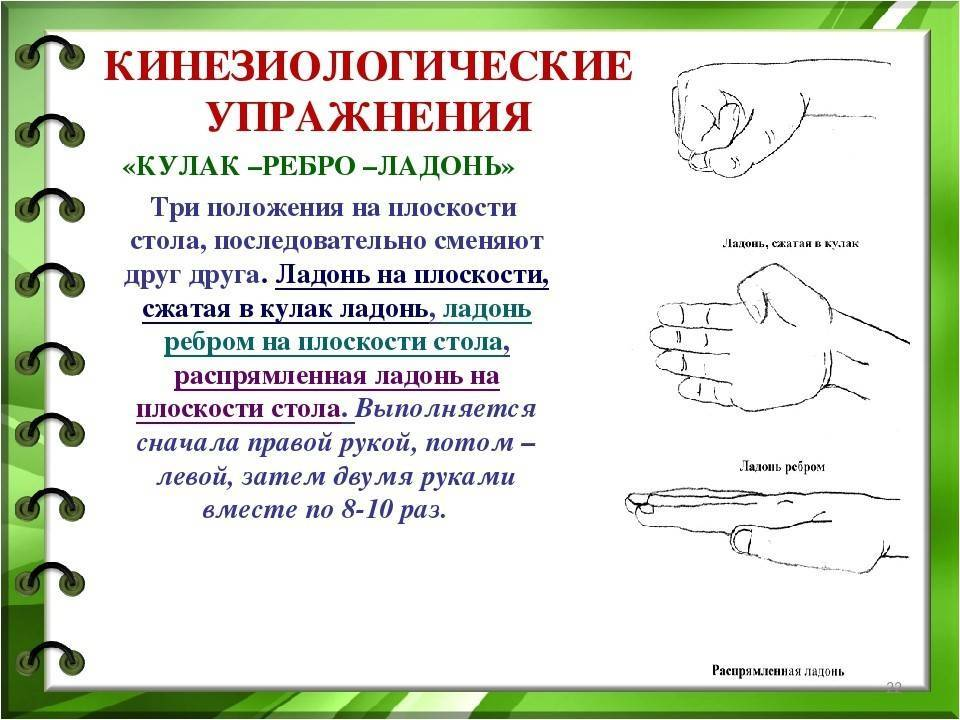 КИНЕЗИОЛОГИЧЕСКИЕ
УПРАЖНЕНИЯ
«КУЛАК –РЕБРО –ЛАДОНЬ»
Три положения на плоскости
стола, последовательно сменяют
друг друга. Ладонь на плоскости,
сжатая в кулак ладонь, ладонь
ребром на плоскости стола,
распрямленная ладонь на
плоскости стола. Выполняется
сначала правой рукой, потом –
левой, затем двумя руками
вместе по 8-10 раз.
Ладонь, сжатая в кулак
Ладонь ребром
Распрямленная ладонь
22